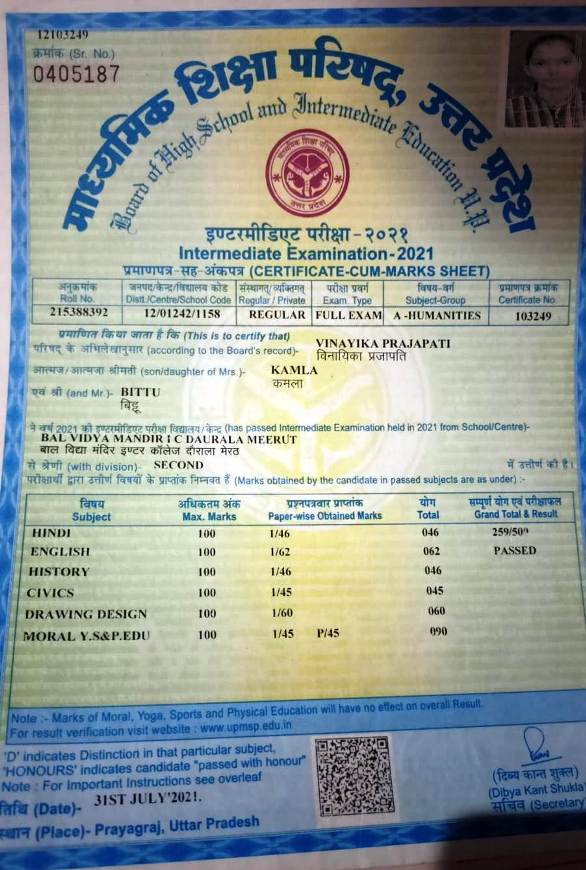 12103249
क्रमांक (Sr. No.)
0405187
माध्यमिक शिक्षा परिषद्, उत्तर प्रदेश
Board of High School and Intermediate Education U.P.
माध्यमिक शिक्षा परिषद्
उत्तर प्रदेश
इण्टरमीडिएट परीक्षा - २०२१
Intermediate Examination - 2021
प्रमाणपत्र-सह-अंकपत्र (CERTIFICATE-CUM-MARKS SHEET)
अनुक्रमांक जनपद/केन्द्र/विद्यालय कोड संस्थागत/व्यक्तिगत परीक्षा प्रवर्ग विषय-वर्ग प्रमाणपत्र क्रमांक
Roll No. Distt./Centre/School Code Regular / Private Exam. Type Subject-Group Certificate No.
215388392 12/01242/1158 REGULAR FULL EXAM A -HUMANITIES 103249
प्रमाणित किया जाता है कि (This is to certify that) VINAYIKA PRAJAPATI
परिषद् के अभिलेखानुसार (according to the Board's record)- विनायिका प्रजापति
आत्मज/आत्मजा श्रीमती (son/daughter of Mrs.)- KAMLA
कमला
एवं श्री (and Mr.)- BITTU
बिट्टू
ने वर्ष 2021 की इण्टरमीडिएट परीक्षा विद्यालय/केन्द्र (has passed Intermediate Examination held in 2021 from School/Centre)-
BAL VIDYA MANDIR I C DAURALA MEERUT
बाल विद्या मंदिर इण्टर कॉलेज दौराला मेरठ
से श्रेणी (with division)- SECOND में उत्तीर्ण की है।
परीक्षार्थी द्वारा उत्तीर्ण विषयों के प्राप्तांक निम्नवत हैं (Marks obtained by the candidate in passed subjects are as under) :-
विषय अधिकतम अंक प्रश्नपत्रवार प्राप्तांक योग सम्पूर्ण योग एवं परीक्षाफल
Subject Max. Marks Paper-wise Obtained Marks Total Grand Total & Result
HINDI 100 1/46 046 259/500
ENGLISH 100 1/62 062 PASSED
HISTORY 100 1/46 046
CIVICS 100 1/45 045
DRAWING DESIGN 100 1/60 060
MORAL Y.S&P.EDU 100 1/45 P/45 090
Note :- Marks of Moral, Yoga, Sports and Physical Education will have no effect on overall Result.
For result verification visit website : www.upmsp.edu.in
'D' indicates Distinction in that particular subject,
'HONOURS' indicates candidate "passed with honour"
Note : For Important Instructions see overleaf
तिथि (Date)- 31ST JULY'2021.
स्थान (Place)- Prayagraj, Uttar Pradesh
(दिव्य कान्त शुक्ल)
(Dibya Kant Shukla
सचिव (Secretary